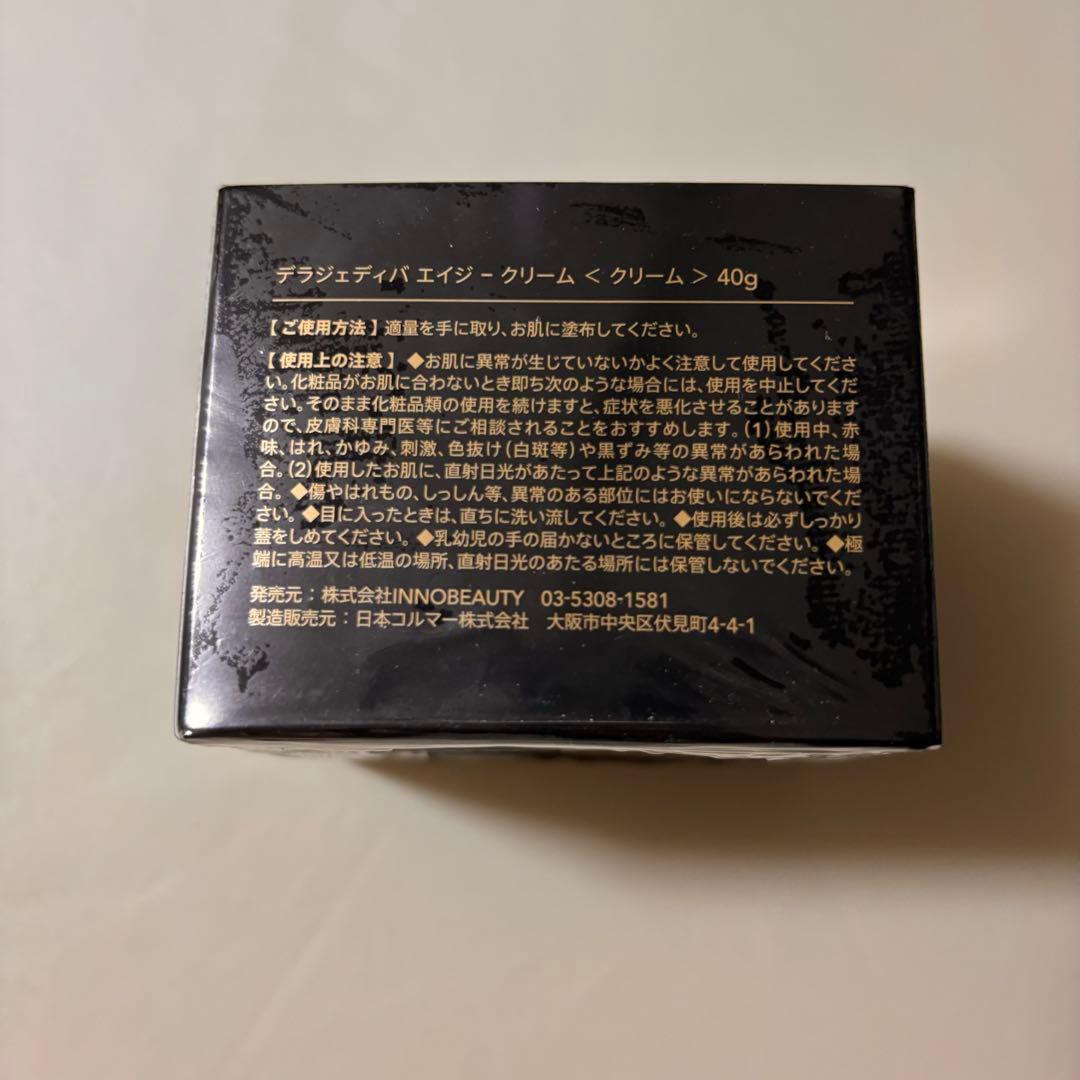 デラジェディバ エイジ − クリーム < クリーム > 40g
【ご使用方法】適量を手に取り、お肌に塗布してください。
【使用上の注意】◆お肌に異常が生じていないかよく注意して使用してくださ
い。化粧品がお肌に合わないとき即ち次のような場合には、使用を中止してくだ
さい。そのまま化粧品類の使用を続けますと、症状を悪化させることがあります
ので、皮膚科専門医等にご相談されることをおすすめします。(1)使用中、赤
味、はれ、かゆみ、刺激、色抜け(白斑等)や黒ずみ等の異常があらわれた場
合。(2)使用したお肌に、直射日光があたって上記のような異常があらわれた場
合。◆傷やはれもの、しっしん等、異常のある部位にはお使いにならないでくだ
さい。◆目に入ったときは、直ちに洗い流してください。◆使用後は必ずしっかり
蓋をしめてください。◆乳幼児の手の届かないところに保管してください。◆極
端に高温又は低温の場所、直射日光のあたる場所には保管しないでください。
発売元：株式会社INNOBEAUTY 03-5308-1581
製造販売元：日本コルマー株式会社 大阪市中央区伏見町4-4-1